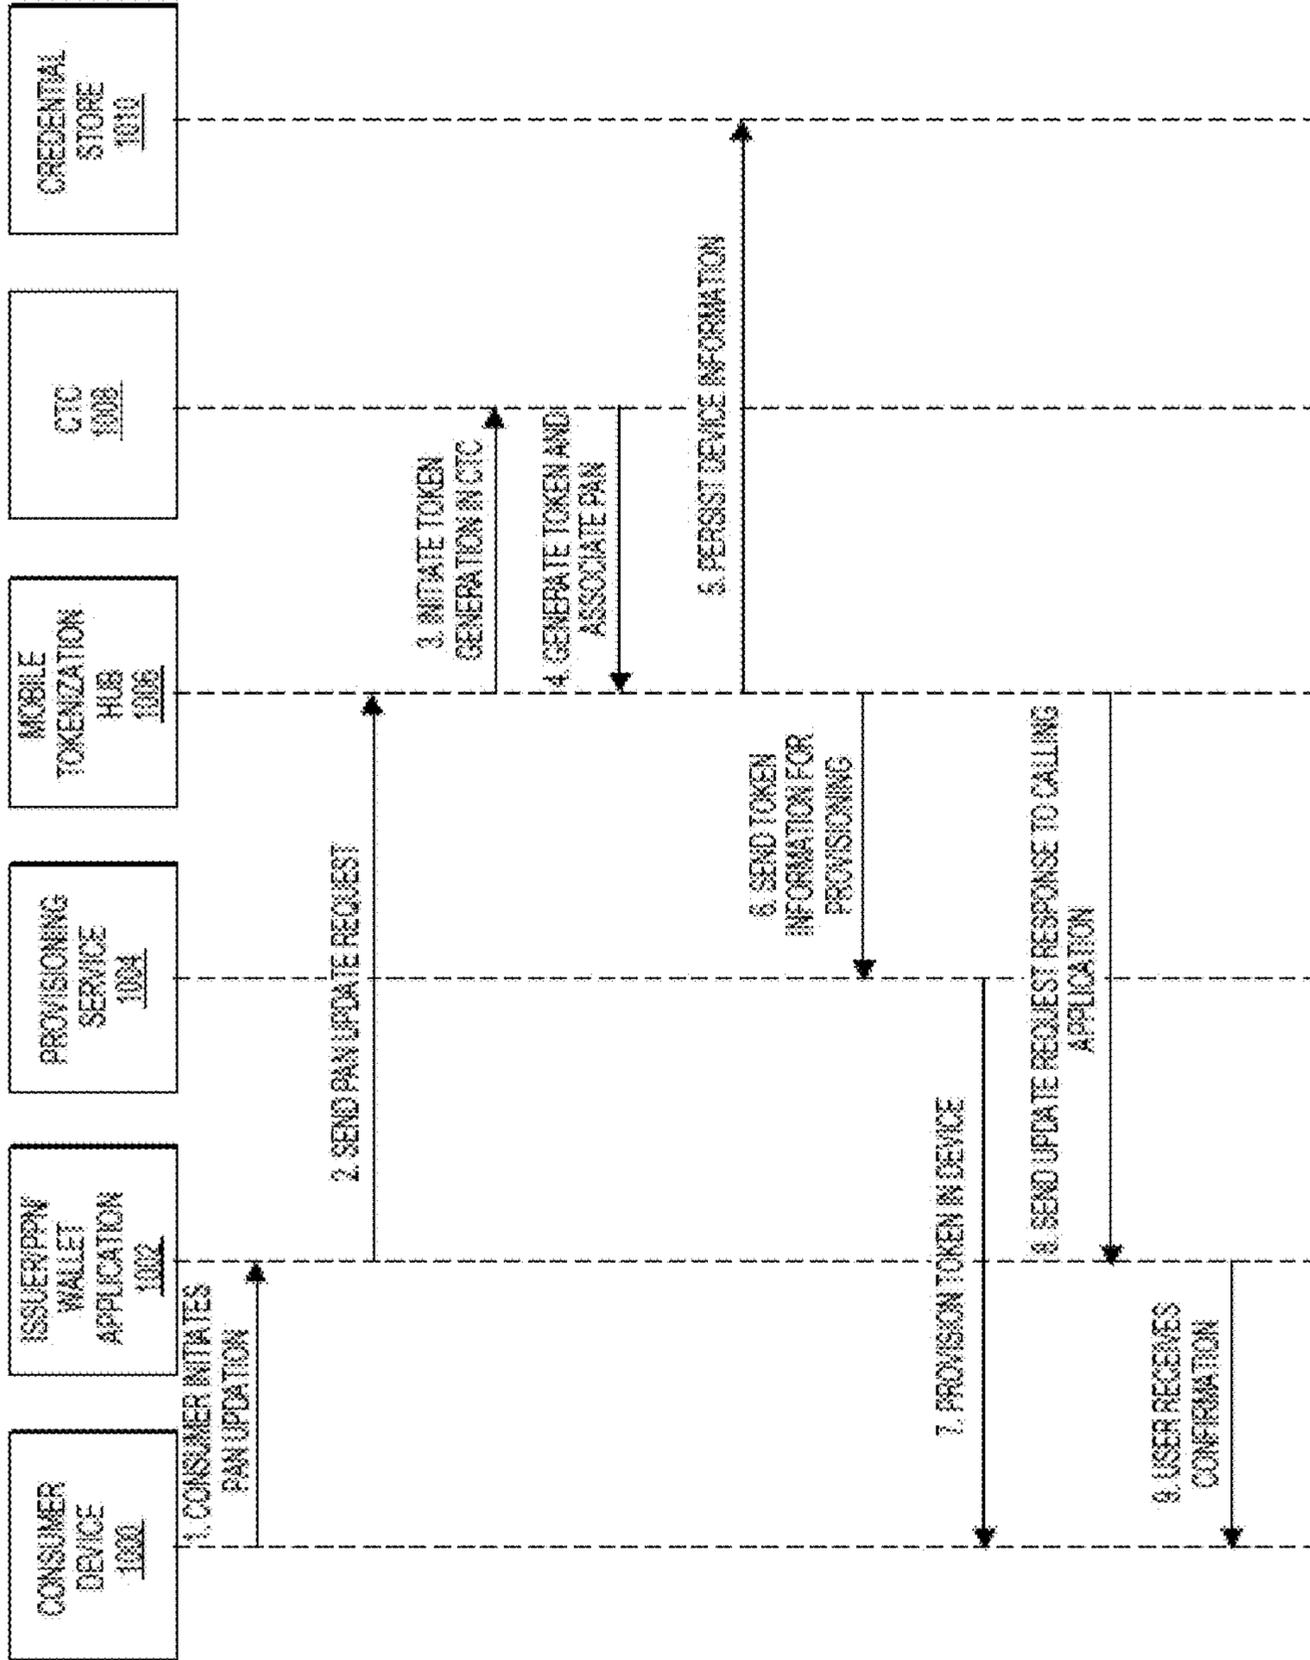 CONSUMER
DEVICE
1000
ISSUER/PPN/
WALLET
APPLICATION
1002
PROVISIONING
SERVICE
1004
MOBILE
TOKENIZATION
HUB
1006
CTC
1008
CREDENTIAL
STORE
1010
1. CONSUMER INITIATES
PAN UPDATION
2. SEND PAN UPDATE REQUEST
3. INITIATE TOKEN
GENERATION IN CTC
4. GENERATE TOKEN AND
ASSOCIATE PAN
5. PERSIST DEVICE INFORMATION
6. SEND TOKEN
INFORMATION FOR
PROVISIONING
7. PROVISION TOKEN IN DEVICE
8. SEND UPDATE REQUEST RESPONSE TO CALLING
APPLICATION
9. USER RECEIVES
CONFIRMATION